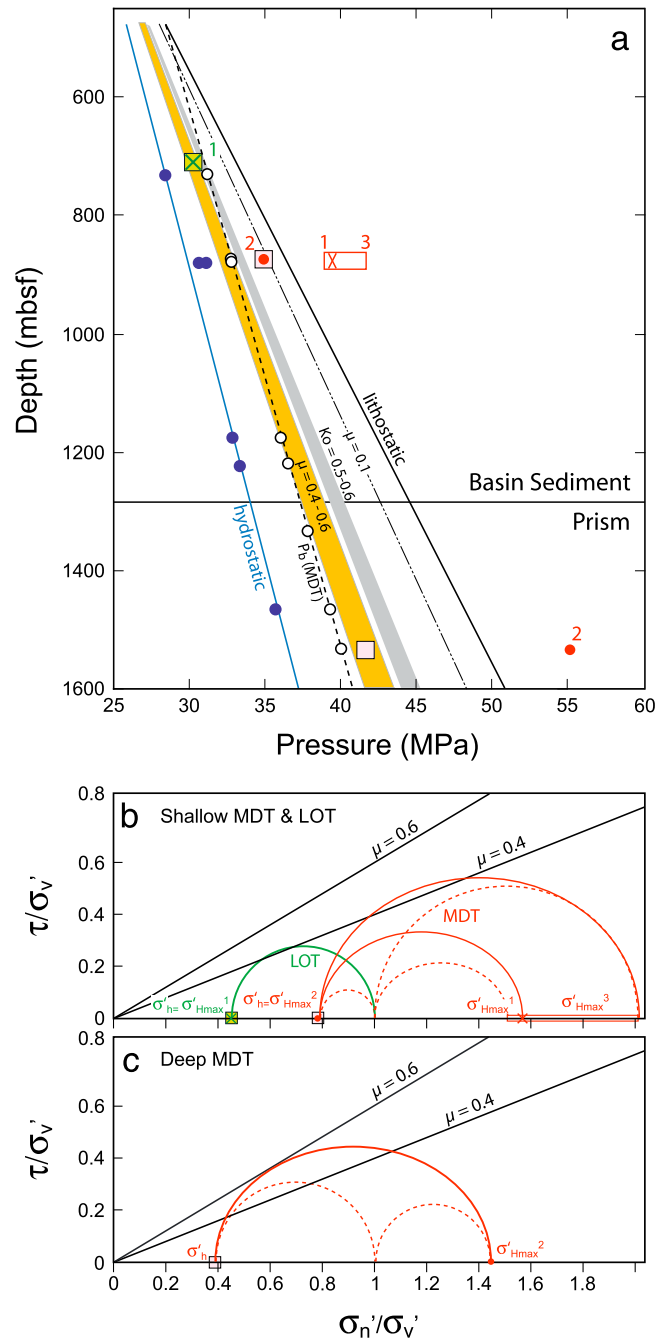 a
600
800
1000
1200
1400
1600
Depth (mbsf)
1
2
1 3
lithostatic
μ = 0.1
Ko = 0.5-0.6
μ = 0.4 - 0.6
Pb (MDT)
hydrostatic
Basin Sediment
Prism
2
25 30 35 40 45 50 55 60
Pressure (MPa)
b Shallow MDT & LOT
0.8
0.6
0.4
0.2
0
τ/σv'
μ = 0.6
μ = 0.4
MDT
LOT
σ'h= σ'Hmax1
σ'h= σ'Hmax2
σ'Hmax1
σ'Hmax3
c Deep MDT
0.8
0.6
0.4
0.2
0
τ/σv'
μ = 0.6
μ = 0.4
σ'h
σ'Hmax2
0 0.2 0.4 0.6 0.8 1 1.2 1.4 1.6 1.8
σn'/σv'